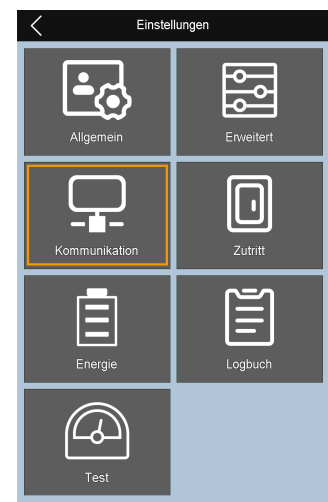 Einstellungen
Allgemein
Erweitert
Kommunikation
Zutritt
Energie
Logbuch
Test